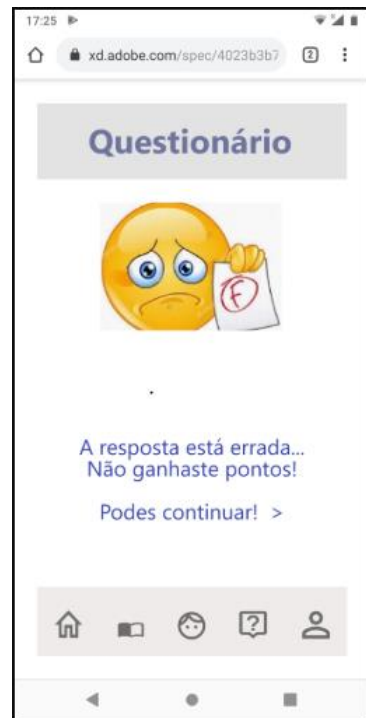 17:25
xd.adobe.com/spec/4023b3b7
2
Questionário
F
A resposta está errada...
Não ganhaste pontos!
Podes continuar! >
?